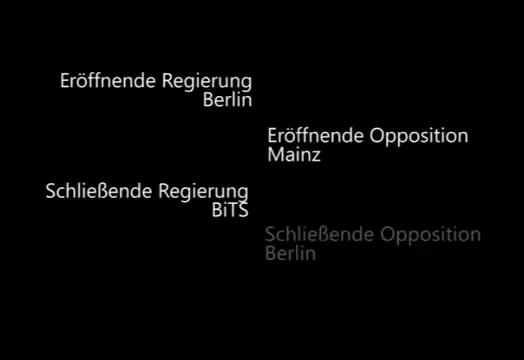 Eröffnende Regierung
Berlin
Eröffnende Opposition
Mainz
Schließende Regierung
BiTS
Schließende Opposition
Berlin